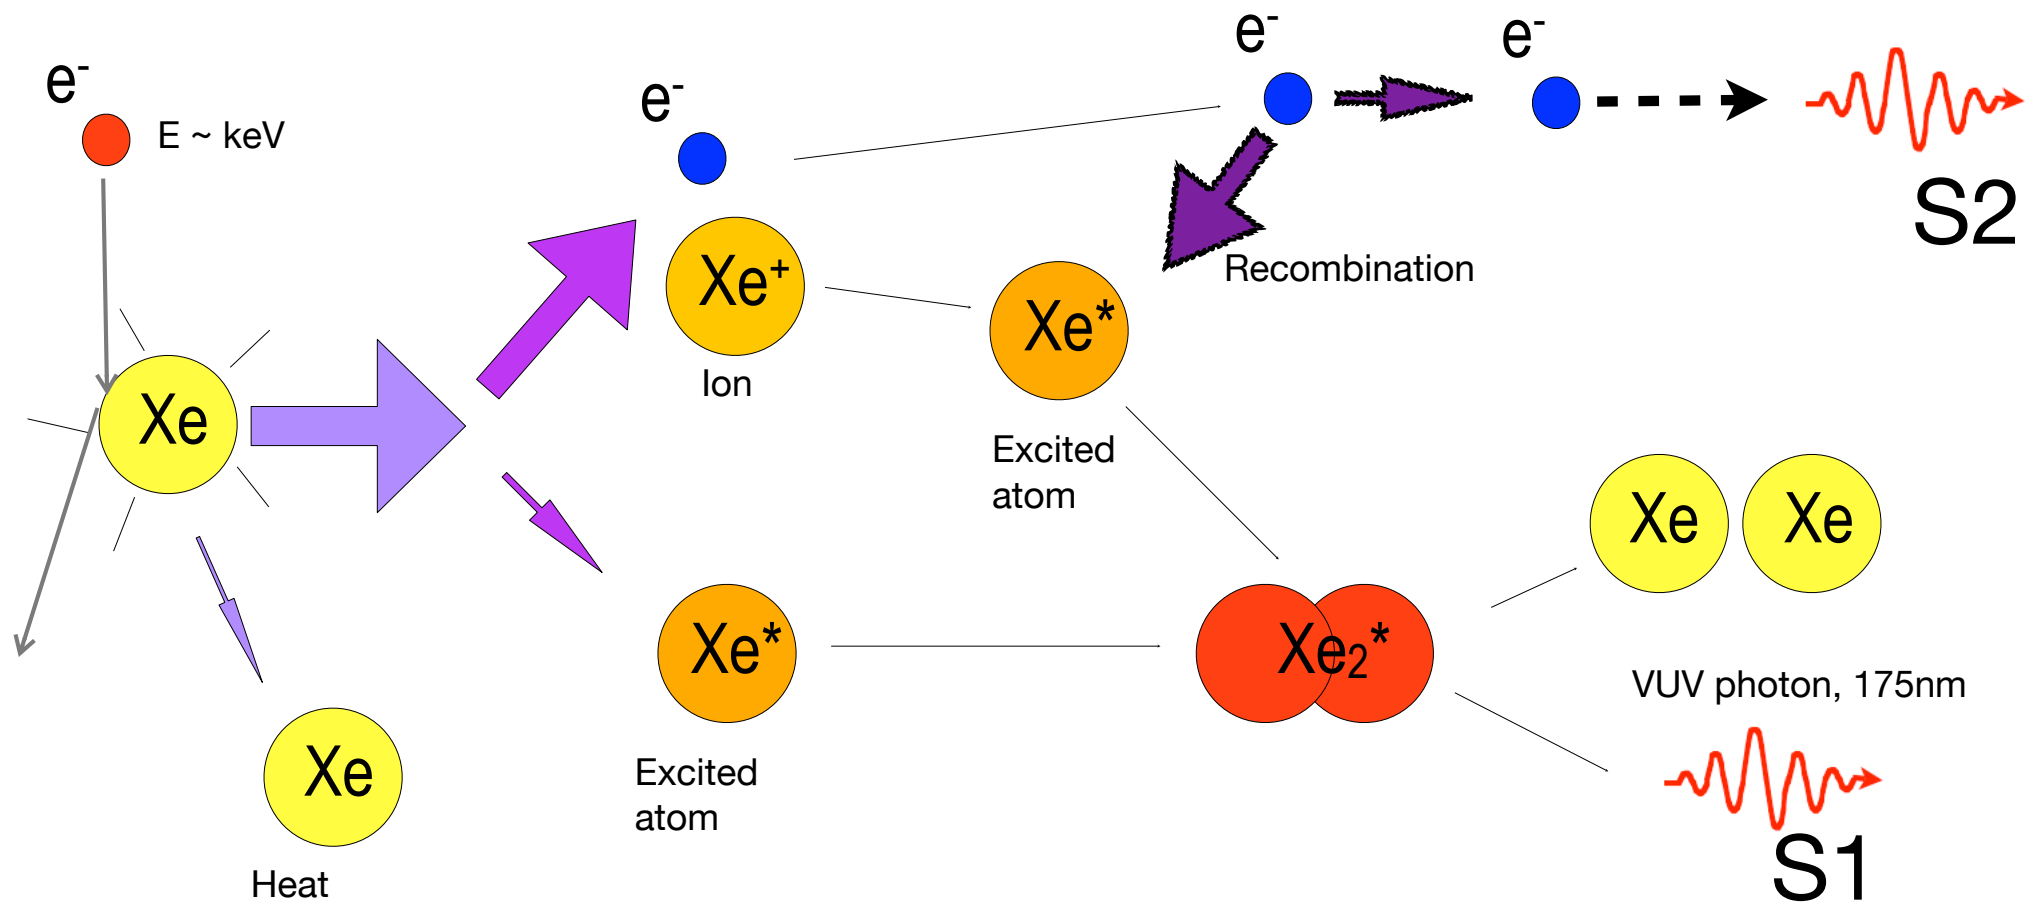 e⁻
E ~ keV
e⁻
e⁻
e⁻
S2
Xe⁺
Ion
Recombination
Xe*
Excited
atom
Xe
Xe
Xe
Xe*
Xe₂*
VUV photon, 175nm
Xe
Heat
Excited
atom
S1